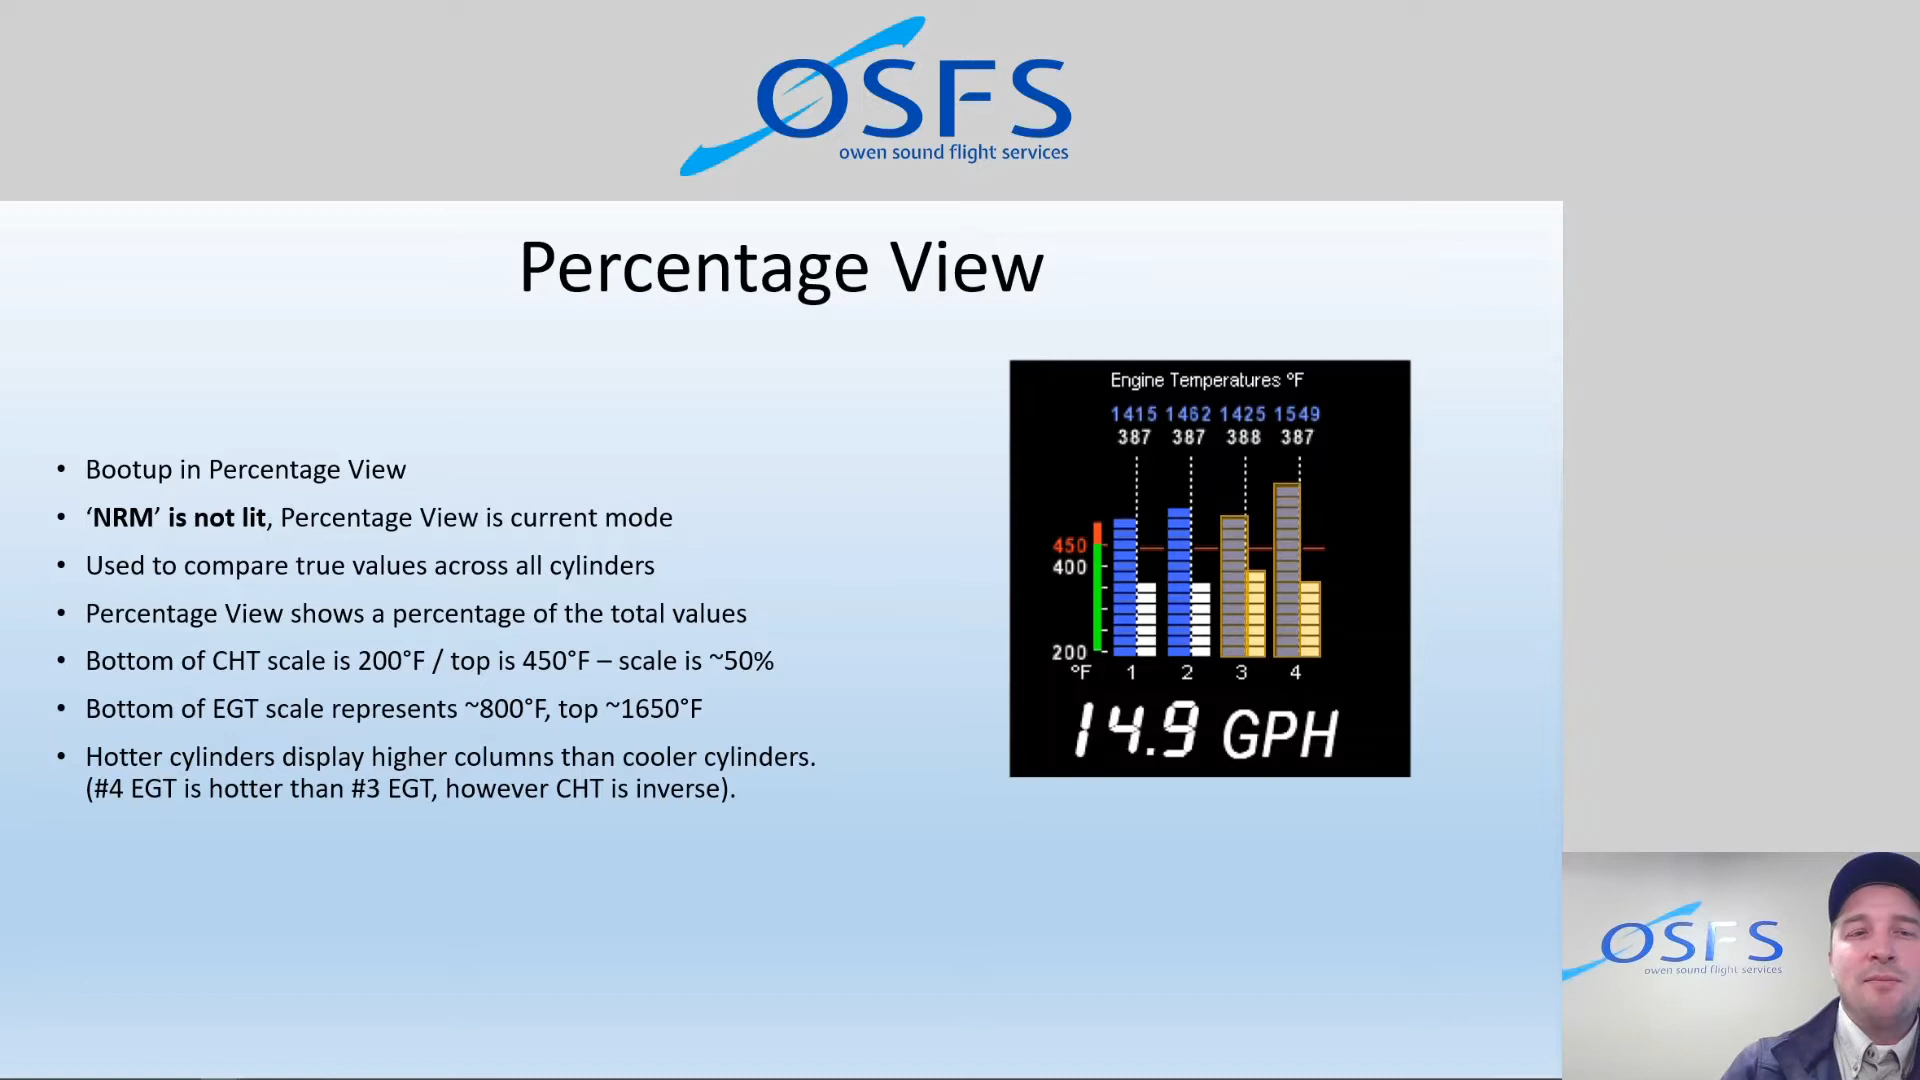 OSFS
owen sound flight services
Percentage View
• Bootup in Percentage View
• ‘NRM’ is not lit, Percentage View is current mode
• Used to compare true values across all cylinders
• Percentage View shows a percentage of the total values
• Bottom of CHT scale is 200°F / top is 450°F – scale is ~50%
• Bottom of EGT scale represents ~800°F, top ~1650°F
• Hotter cylinders display higher columns than cooler cylinders.
(#4 EGT is hotter than #3 EGT, however CHT is inverse).
Engine Temperatures °F
1415 1462 1425 1549
387 387 388 387
450
400
200
°F 1 2 3 4
14.9 GPH
OSFS
owen sound flight services